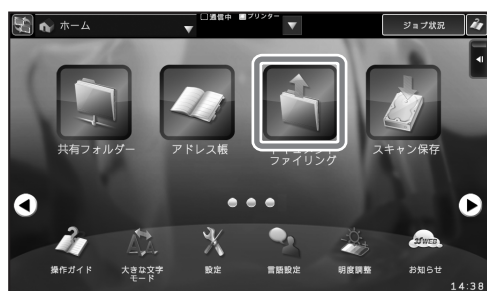 ホーム
□通信中 ■プリンター
ジョブ状況
共有フォルダー
アドレス帳
ファイリング
スキャン保存
操作ガイド
大きな文字
モード
設定
言語設定
明度調整
お知らせ
14:38